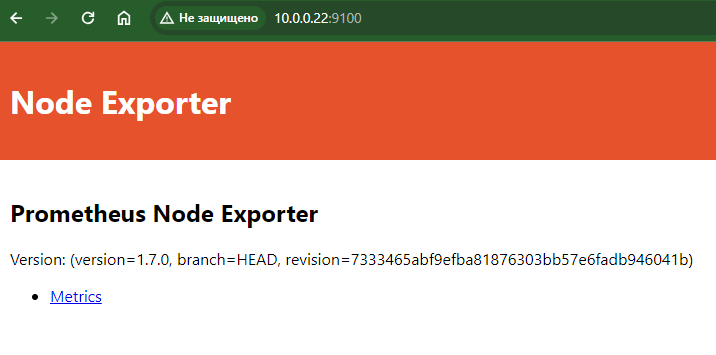 Не защищено 10.0.0.22:9100
Node Exporter
Prometheus Node Exporter
Version: (version=1.7.0, branch=HEAD, revision=7333465abf9efba81876303bb57e6fadb946041b)
Metrics